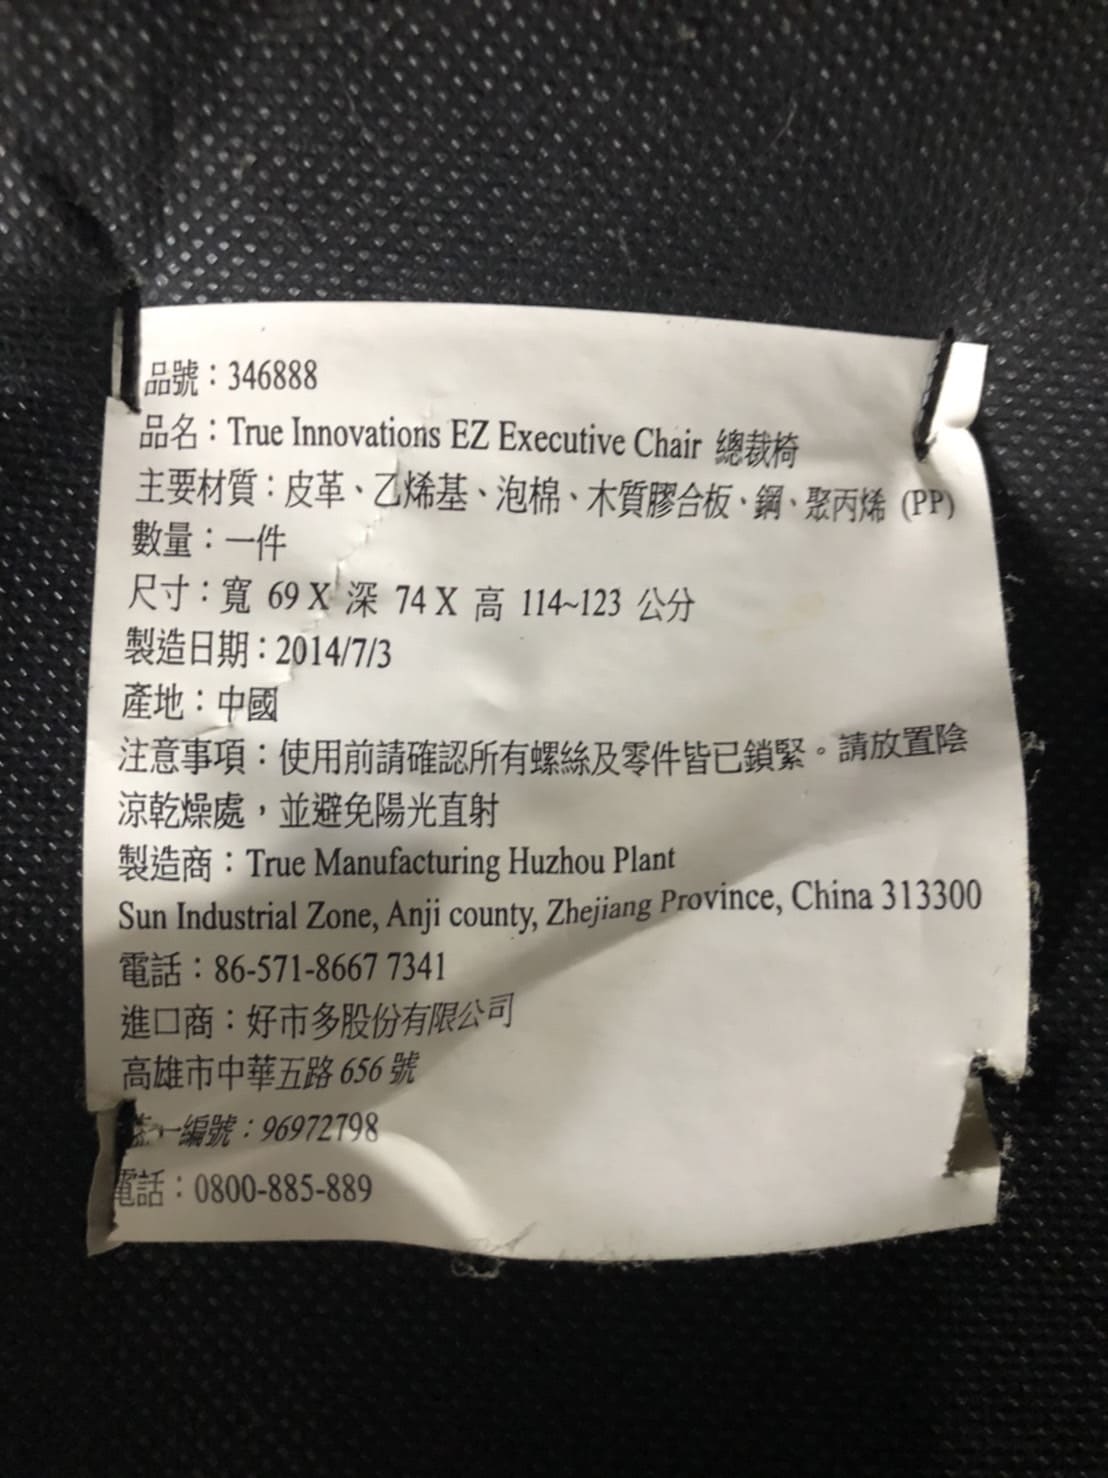 品號：346888
品名：True Innovations EZ Executive Chair 總裁椅
主要材質：皮革、乙烯基、泡棉、木質膠合板、鋼、聚丙烯 (PP)
數量：一件
尺寸：寬 69 X 深 74 X 高 114~123 公分
製造日期：2014/7/3
產地：中國
注意事項：使用前請確認所有螺絲及零件皆已鎖緊。請放置陰
涼乾燥處，並避免陽光直射
製造商：True Manufacturing Huzhou Plant
Sun Industrial Zone, Anji county, Zhejiang Province, China 313300
電話：86-571-8667 7341
進口商：好市多股份有限公司
高雄市中華五路 656 號
一編號：96972798
電話：0800-885-889